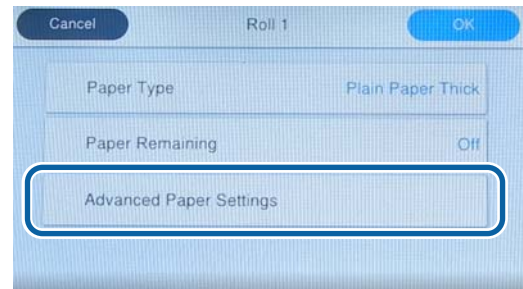 Cancel Roll 1 OK
Paper Type Plain Paper Thick
Paper Remaining Off
Advanced Paper Settings